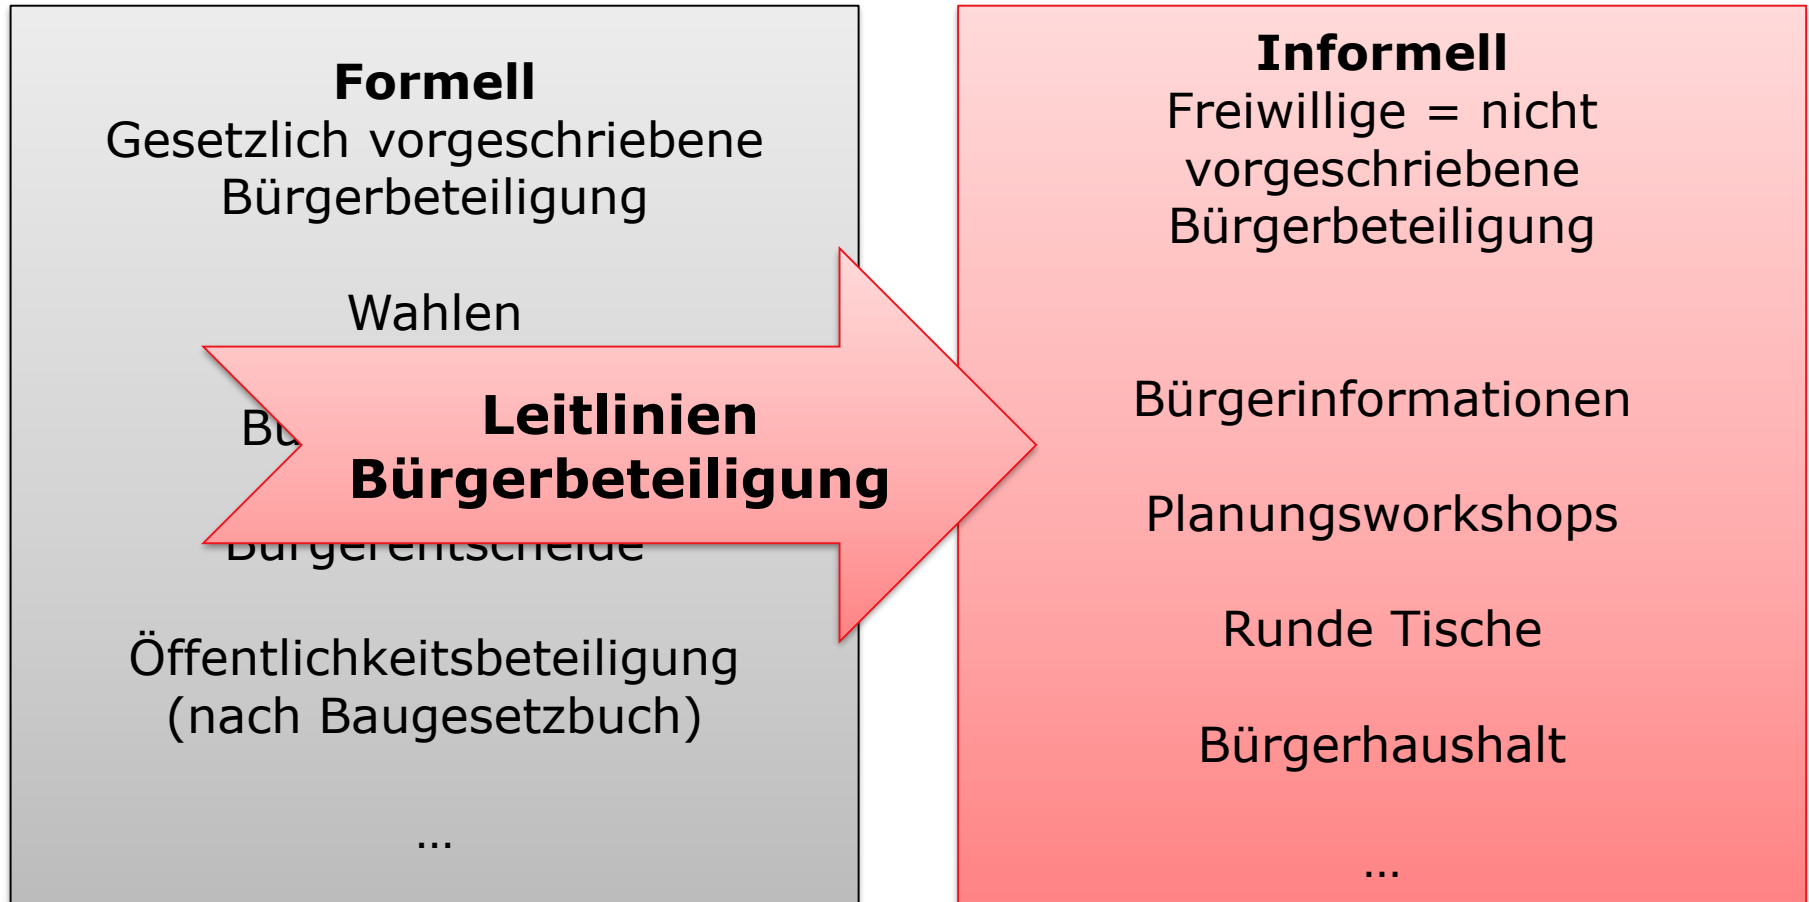 Formell
Gesetzlich vorgeschriebene
Bürgerbeteiligung
Wahlen
Bürgerentscheide
Öffentlichkeitsbeteiligung
(nach Baugesetzbuch)
…
Leitlinien
Bürgerbeteiligung
Informell
Freiwillige = nicht
vorgeschriebene
Bürgerbeteiligung
Bürgerinformationen
Planungsworkshops
Runde Tische
Bürgerhaushalt
…